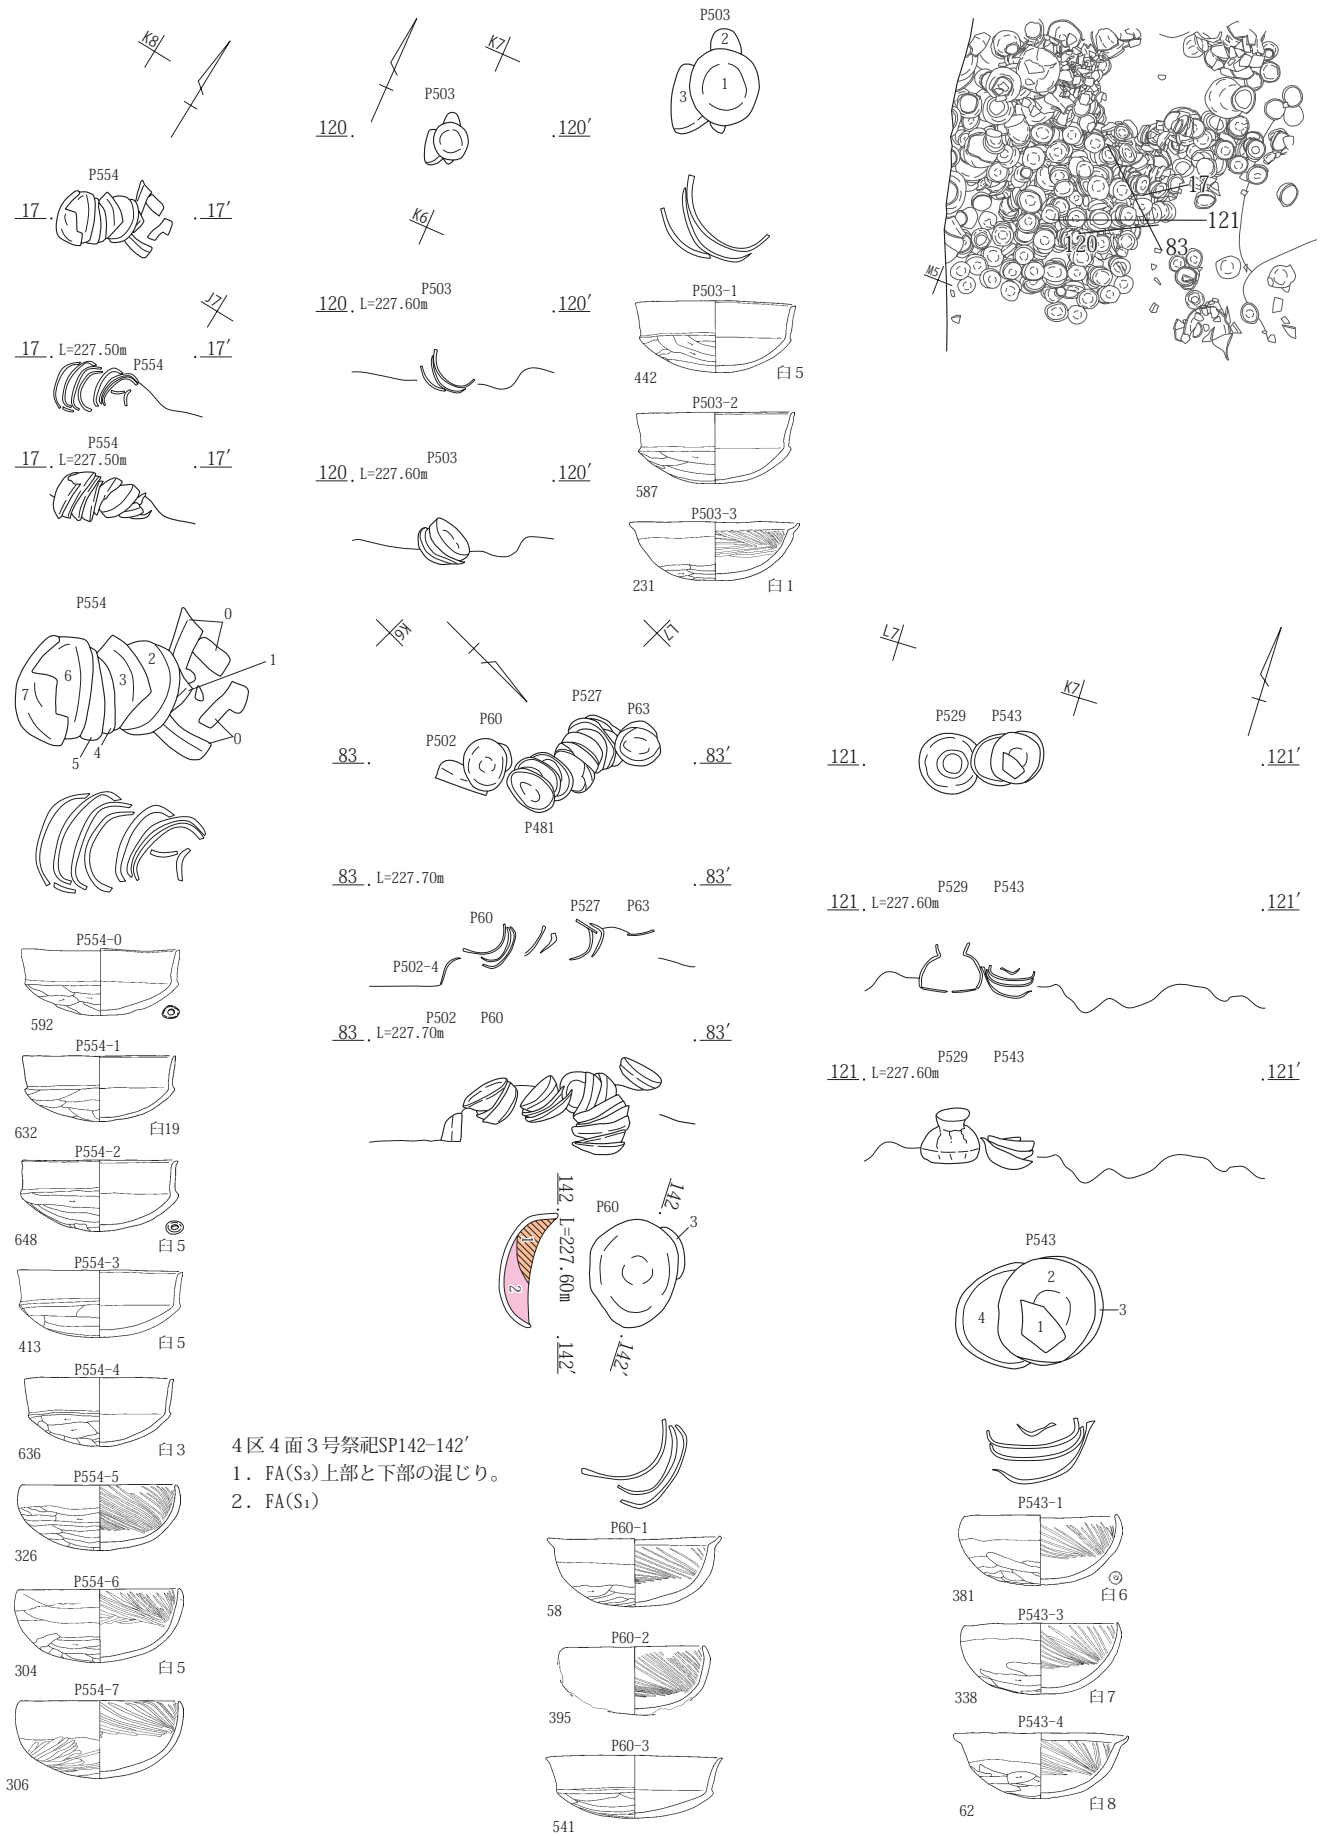 K8
P554
17 . . 17′
J7
17 . L=227.50m . 17′
P554
P554
17 . L=227.50m . 17′
P554
0
1
2
3
6
7
4
5
0
P554-0
592
P554-1
632 臼19
P554-2
648 臼5
P554-3
413 臼5
P554-4
636 臼3
P554-5
326
P554-6
304 臼5
P554-7
306
K7
P503
120 . . 120′
K6
P503
120 . L=227.60m . 120′
P503
120 . L=227.60m . 120′
P503
2
1
3
P503-1
442 臼5
P503-2
587
P503-3
231 臼1
17
121
120
83
M5
K6
L7
P527
P60 P63
P502
83 . . 83′
P481
83 . L=227.70m . 83′
P60 P527 P63
P502-4
P502 P60
83 . L=227.70m . 83′
142 . L=227.60m . 142′
1
2
P60
142 .
3
. 142′
4区4面3号祭祀SP142-142′
1. FA(S₃)上部と下部の混じり。
2. FA(S₁)
P60-1
58
P60-2
395
P60-3
541
L7
K7
P529 P543
121 . . 121′
P529 P543
121 . L=227.60m . 121′
P529 P543
121 . L=227.60m . 121′
P543
2
4
1
3
P543-1
381 臼6
P543-3
338 臼7
P543-4
62 臼8